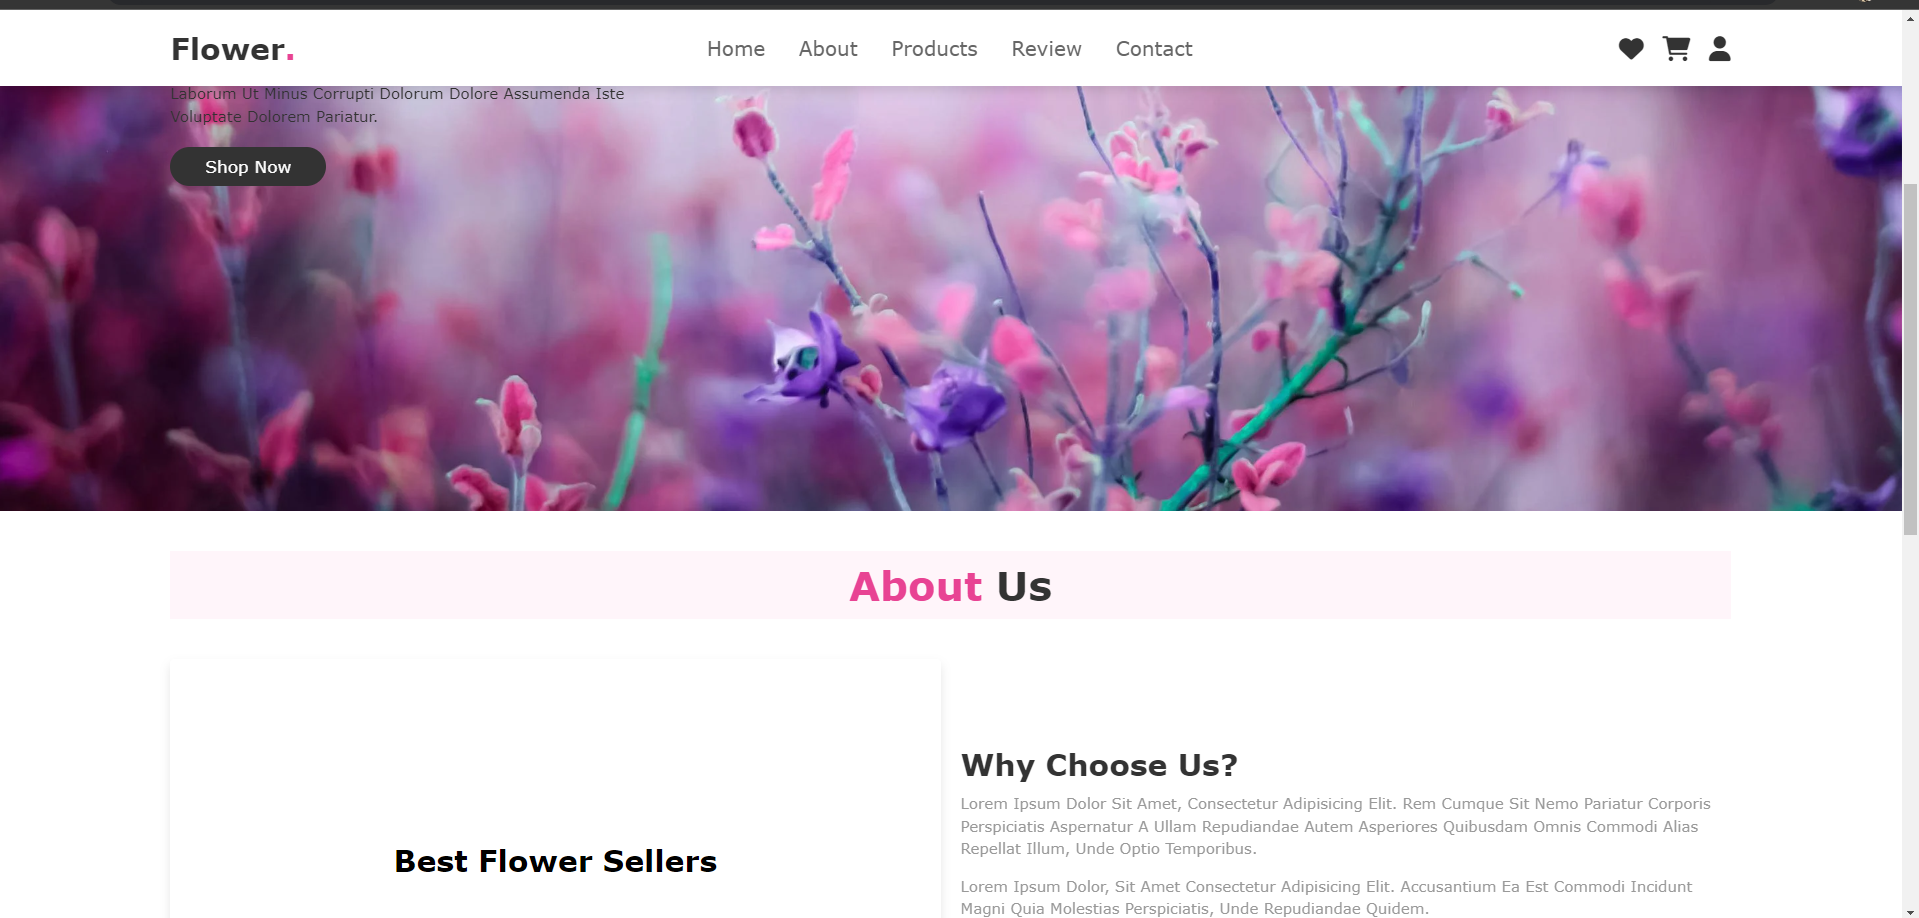 Flower.
Home About Products Review Contact
Laborum Ut Minus Corrupti Dolorum Dolore Assumenda Iste
Voluptate Dolorem Pariatur.
Shop Now
About Us
Best Flower Sellers
Why Choose Us?
Lorem Ipsum Dolor Sit Amet, Consectetur Adipisicing Elit. Rem Cumque Sit Nemo Pariatur Corporis
Perspiciatis Aspernatur A Ullam Repudiandae Autem Asperiores Quibusdam Omnis Commodi Alias
Repellat Illum, Unde Optio Temporibus.
Lorem Ipsum Dolor, Sit Amet Consectetur Adipisicing Elit. Accusantium Ea Est Commodi Incidunt
Magni Quia Molestias Perspiciatis, Unde Repudiandae Quidem.